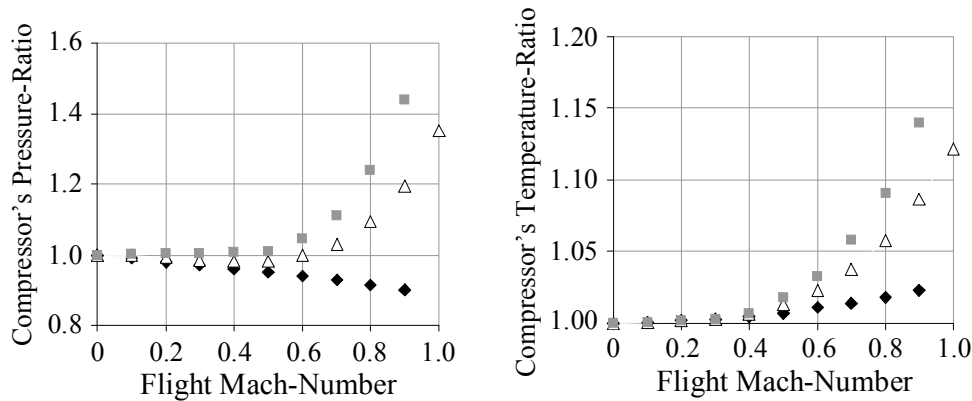 Compressor's Pressure-Ratio
1.6
1.4
1.2
1.0
0.8
0 0.2 0.4 0.6 0.8 1.0
Flight Mach-Number
Compressor's Temperature-Ratio
1.20
1.15
1.10
1.05
1.00
0 0.2 0.4 0.6 0.8 1.0
Flight Mach-Number